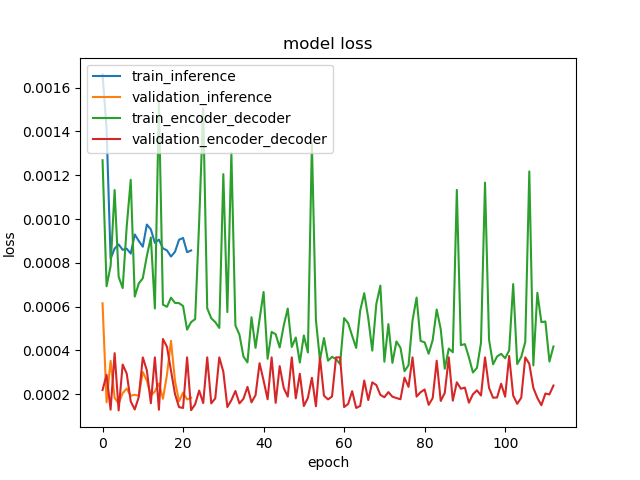 model loss
train_inference
validation_inference
train_encoder_decoder
validation_encoder_decoder
0.0016
0.0014
0.0012
0.0010
0.0008
0.0006
0.0004
0.0002
loss
0 20 40 60 80 100
epoch